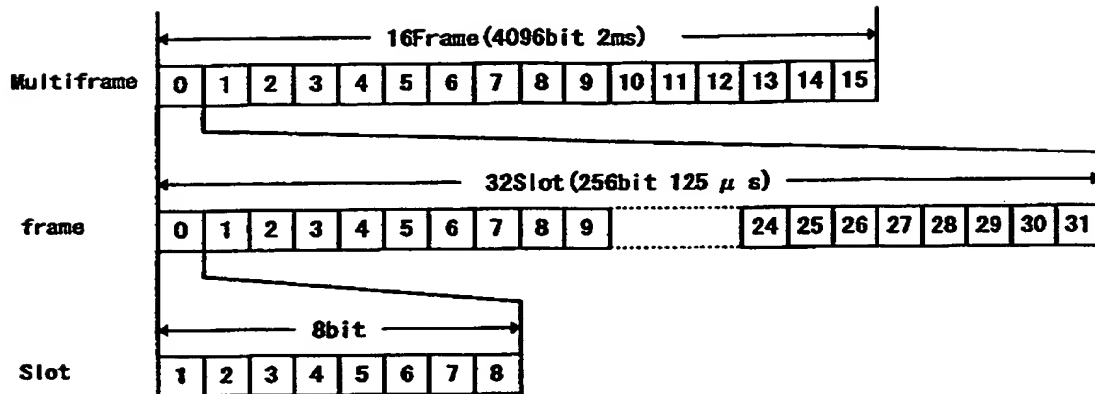 16Frame(4096bit 2ms)
Multiframe 0 1 2 3 4 5 6 7 8 9 10 11 12 13 14 15
32Slot(256bit 125 μ s)
frame 0 1 2 3 4 5 6 7 8 9 24 25 26 27 28 29 30 31
8bit
Slot 1 2 3 4 5 6 7 8